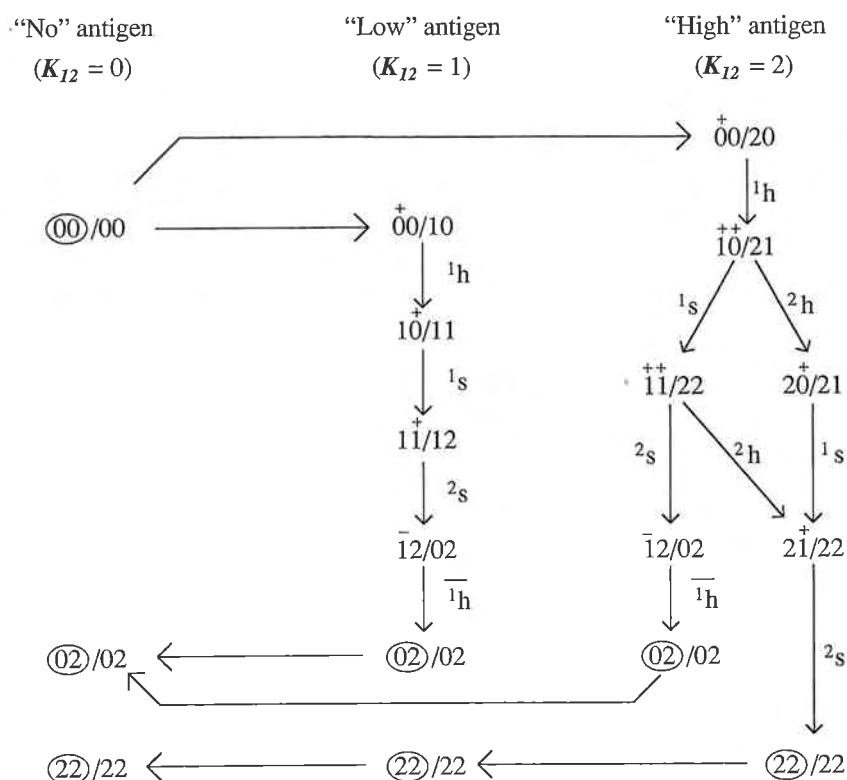 “No” antigen “Low” antigen “High” antigen
(K₁₂ = 0) (K₁₂ = 1) (K₁₂ = 2)
+
00/20
¹h
00/00 +
00/10 ++
10/21
¹h ¹s ²h
+
10/11 ++
11/22 +
20/21
¹s
+
11/12 ²s ²h ¹s
²s
‾12/02 ‾12/02 +
21/22
¹h‾ ¹h‾
02/02 02/02 02/02 ²s
22/22 22/22 22/22